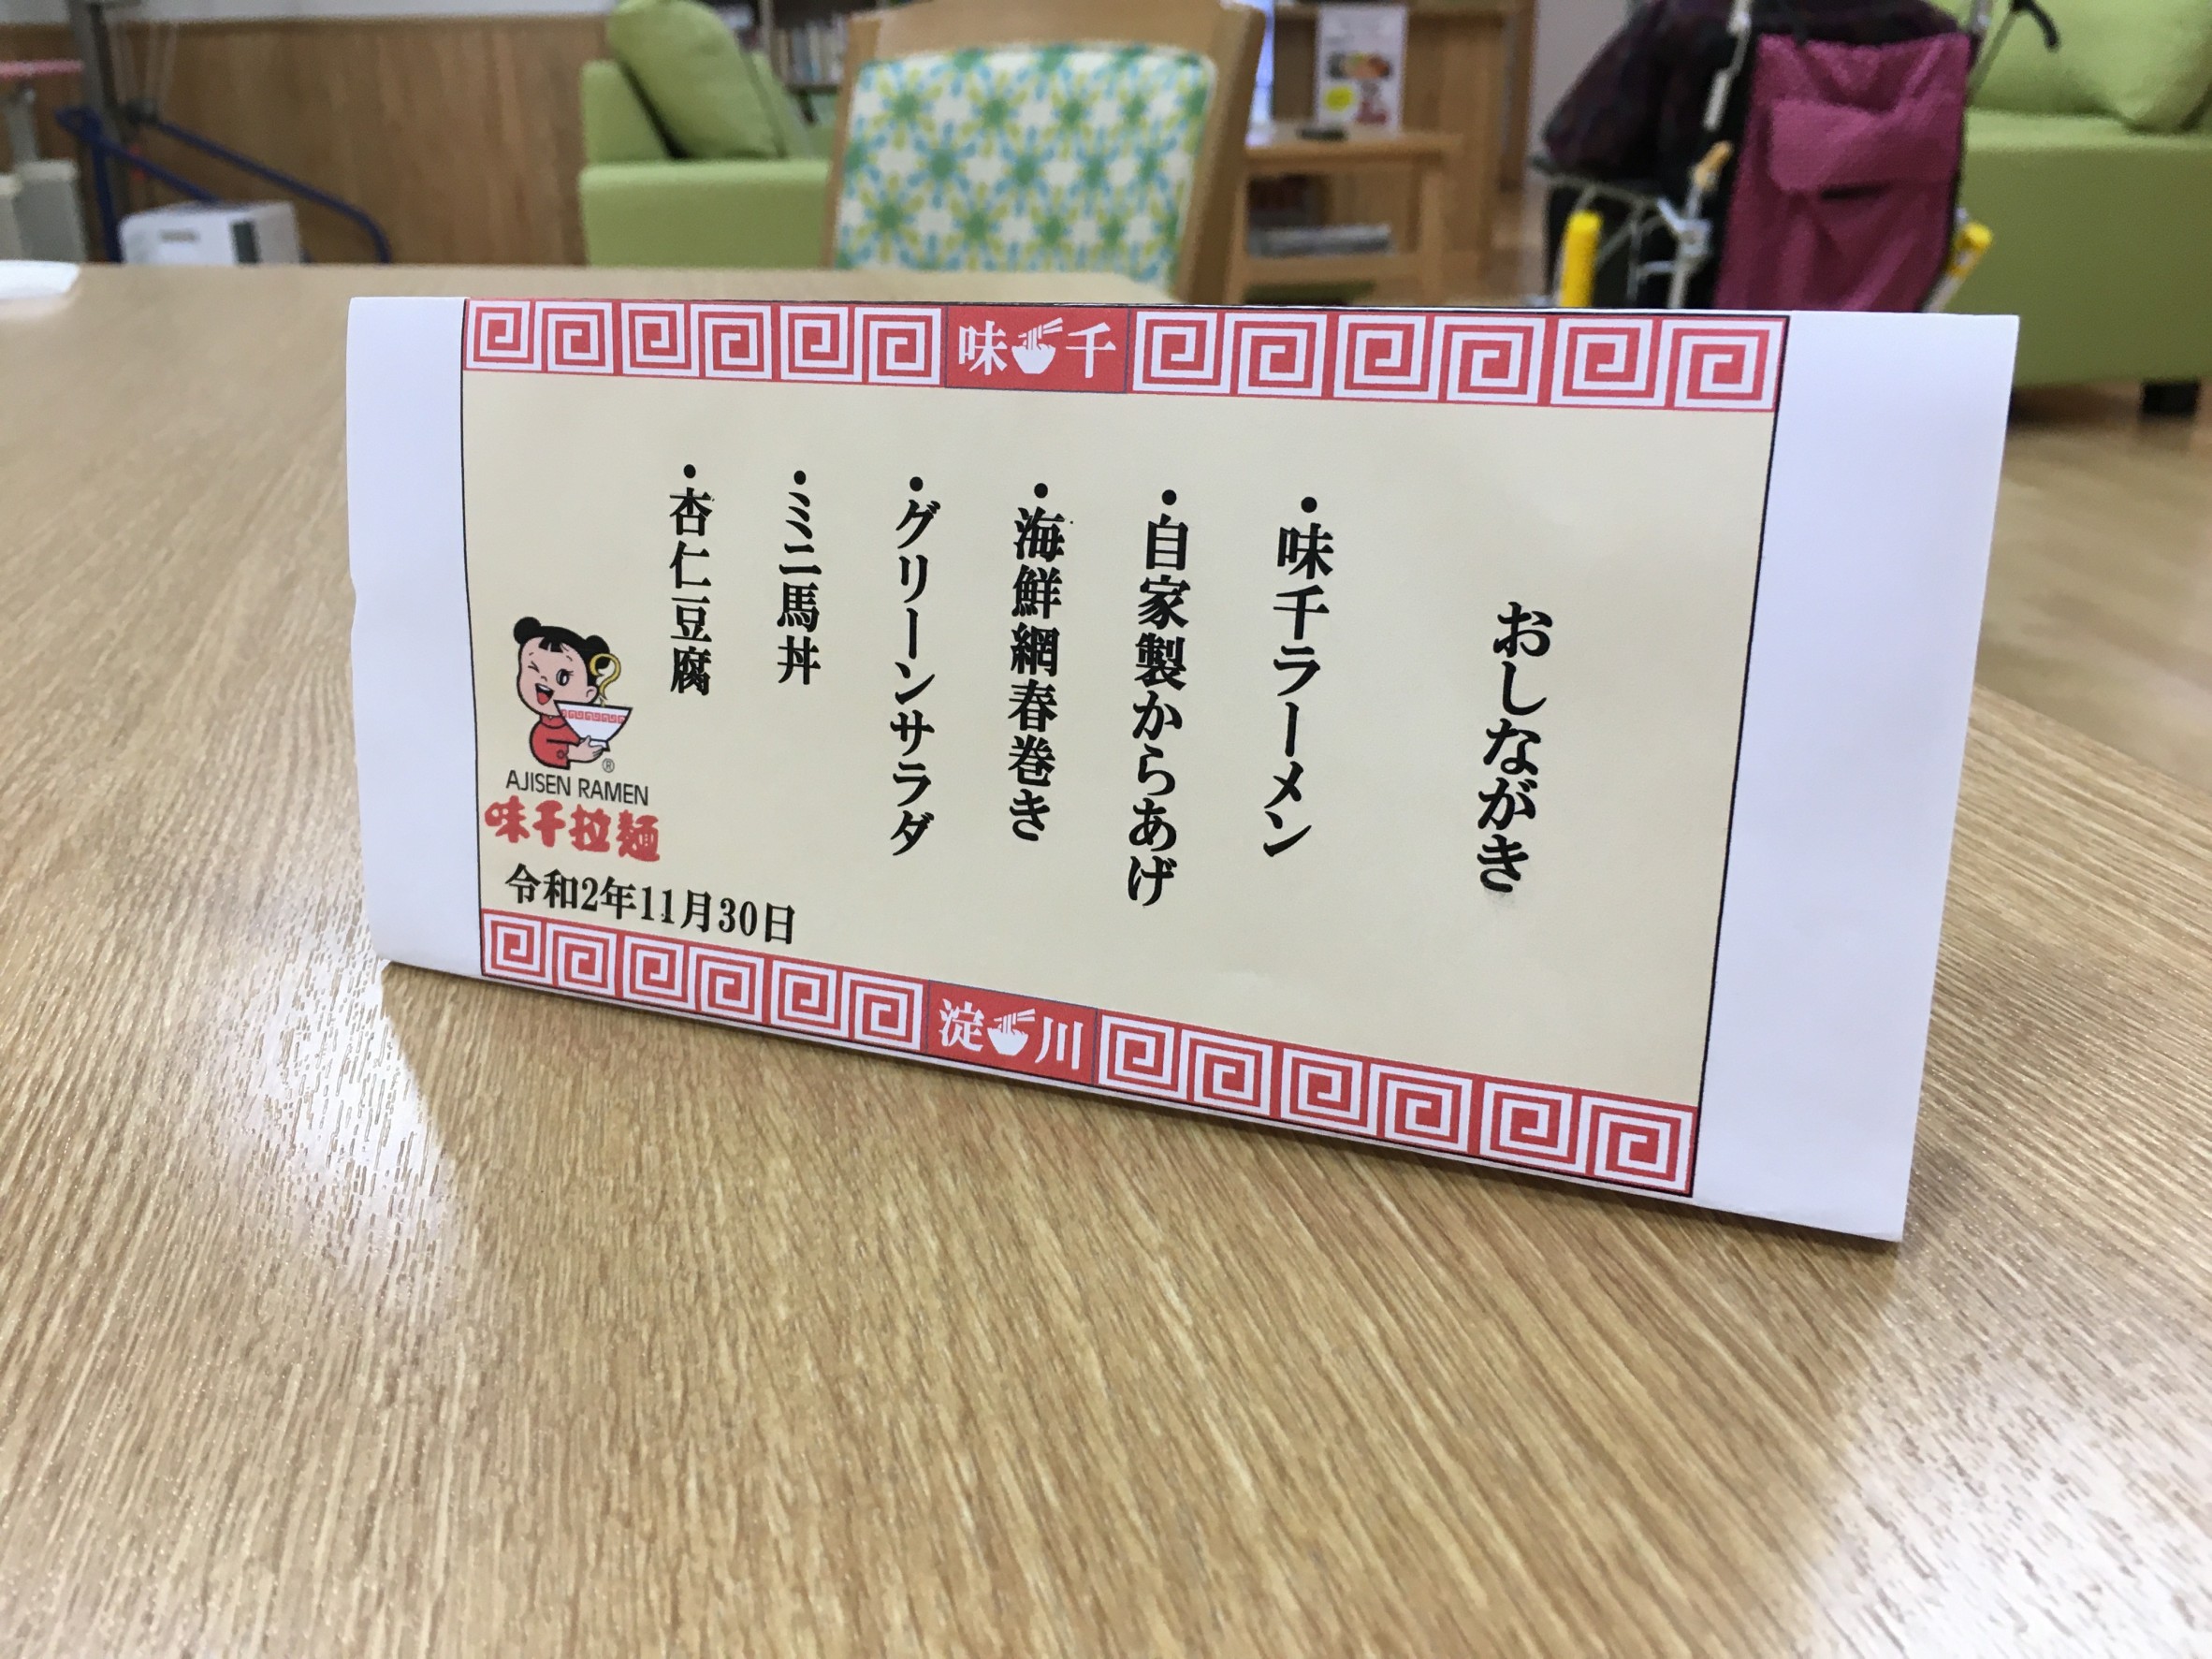 味千
おしながき
・味千ラーメン
・自家製からあげ
・海鮮網春巻き
・グリーンサラダ
・ミニ馬丼
・杏仁豆腐
®
AJISEN RAMEN
味千拉麺
令和2年11月30日
淀川